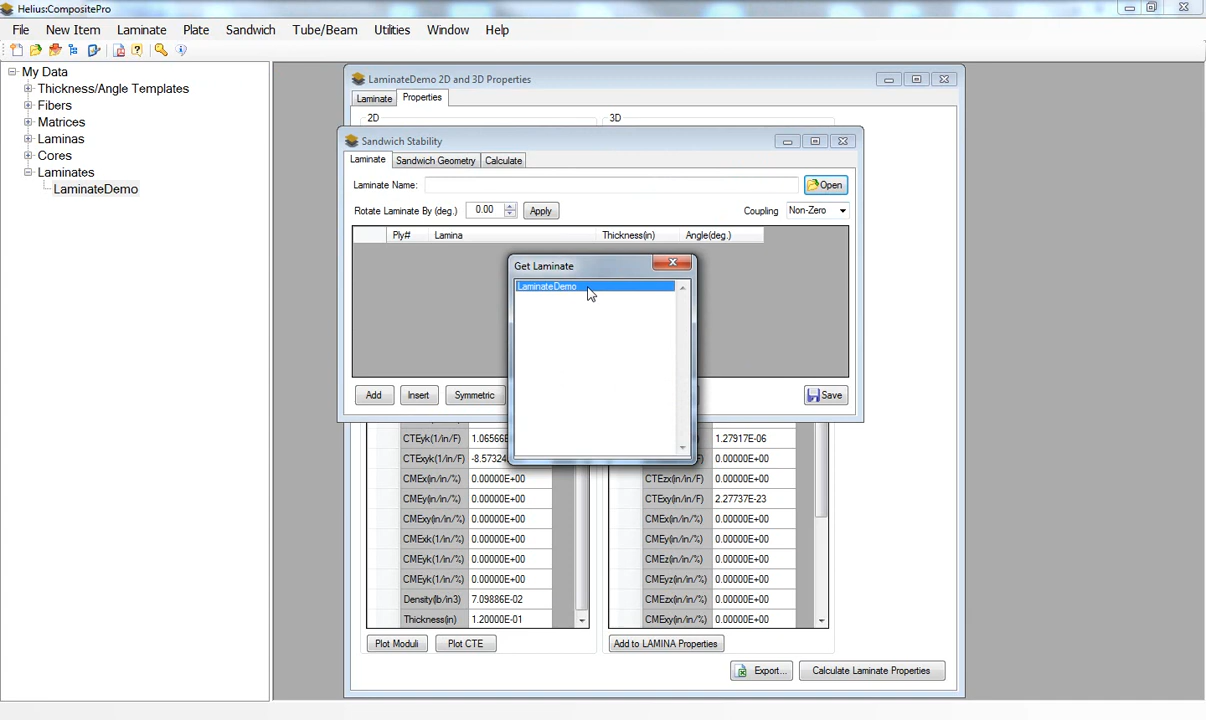 Helius:CompositePro
File New Item Laminate Plate Sandwich Tube/Beam Utilities Window Help
My Data
Thickness/Angle Templates
Fibers
Matrices
Laminas
Cores
Laminates
LaminateDemo
LaminateDemo 2D and 3D Properties
Laminate Properties
2D 3D
Sandwich Stability
Laminate Sandwich Geometry Calculate
Laminate Name: Open
Rotate Laminate By (deg.) 0.00 Apply Coupling Non-Zero
Ply# Lamina Thickness(in) Angle(deg.)
Get Laminate
LaminateDemo
Add Insert Symmetric Save
CTEyk(1/in/F) 1.0656 1.27917E-06
CTExyk(1/in/F) -8.5732 0.00000E+00
CMEx(in/in/%) 0.00000E+00 CTEzx(in/in/F) 0.00000E+00
CMEy(in/in/%) 0.00000E+00 CTExy(in/in/F) 2.27737E-23
CMExy(in/in/%) 0.00000E+00 CMEx(in/in/%) 0.00000E+00
CMExk(1/in/%) 0.00000E+00 CMEy(in/in/%) 0.00000E+00
CMEyk(1/in/%) 0.00000E+00 CMEz(in/in/%) 0.00000E+00
CMEyk(1/in/%) 0.00000E+00 CMEyz(in/in/%) 0.00000E+00
Density(lb/in3) 7.09886E-02 CMEzx(in/in/%) 0.00000E+00
Thickness(in) 1.20000E-01 CMExy(in/in/%) 0.00000E+00
Plot Moduli Plot CTE Add to LAMINA Properties
Export... Calculate Laminate Properties